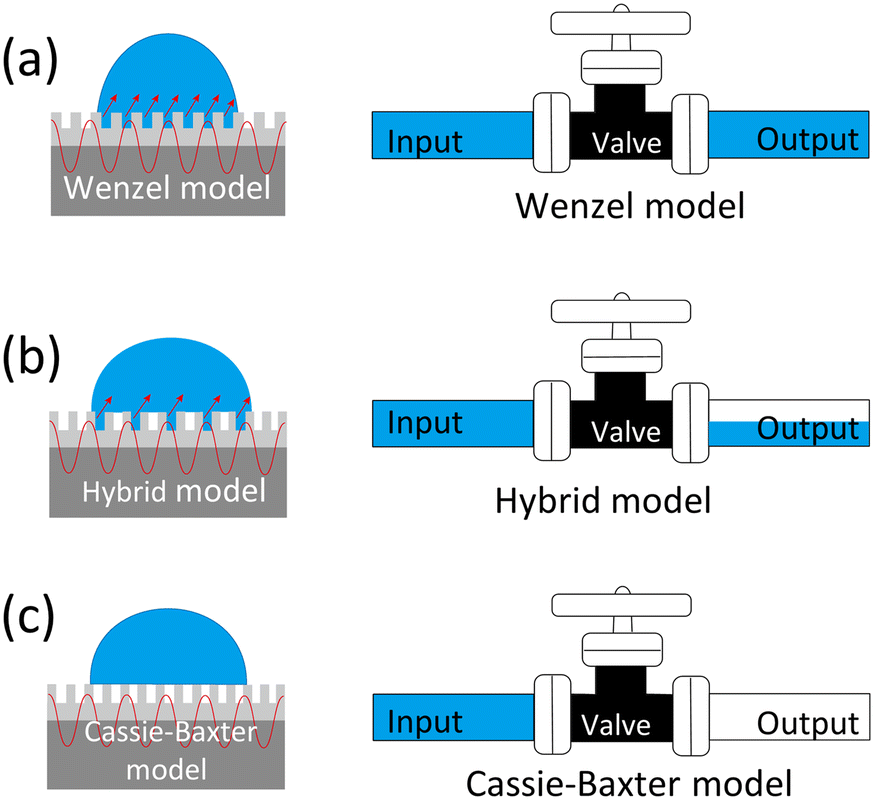 (a)
Wenzel model
Input
Valve
Output
Wenzel model
(b)
Hybrid model
Input
Valve
Output
Hybrid model
(c)
Cassie-Baxter
model
Input
Valve
Output
Cassie-Baxter model